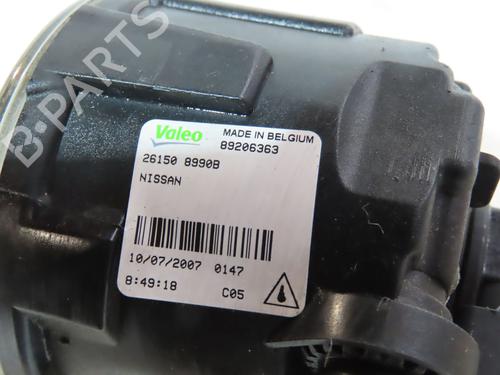 B-PARTS
Valeo
MADE IN BELGIUM
89206363
26150 8990B
NISSAN
10/07/2007 0147
8:49:18 C05